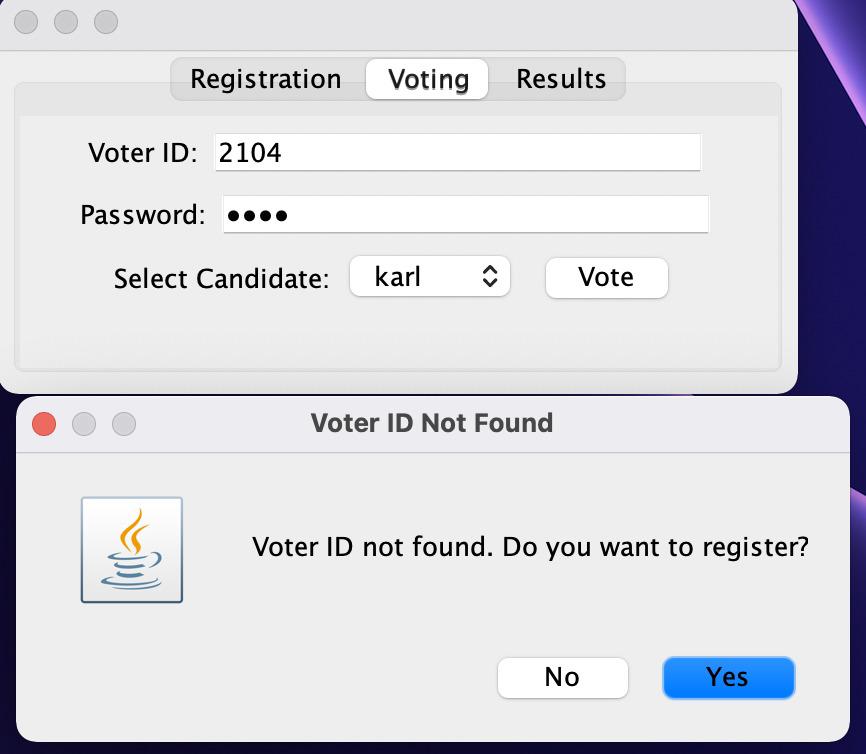 Registration Voting Results
Voter ID: 2104
Password: ••••
Select Candidate: karl Vote
Voter ID Not Found
Voter ID not found. Do you want to register?
No Yes